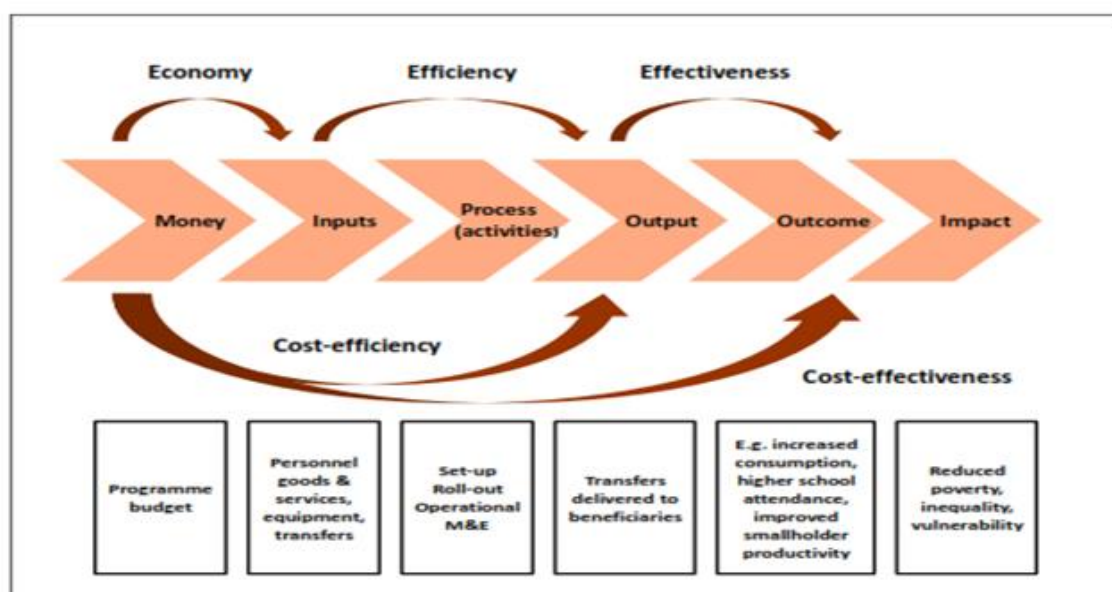 Economy
Efficiency
Effectiveness
Money
Inputs
Process
(activities)
Output
Outcome
Impact
Cost-efficiency
Cost-effectiveness
Programme
budget
Personnel
goods &
services,
equipment,
transfers
Set-up
Roll-out
Operational
M&E
Transfers
delivered to
beneficiaries
E.g. increased
consumption,
higher school
attendance,
improved
smallholder
productivity
Reduced
poverty,
inequality,
vulnerability